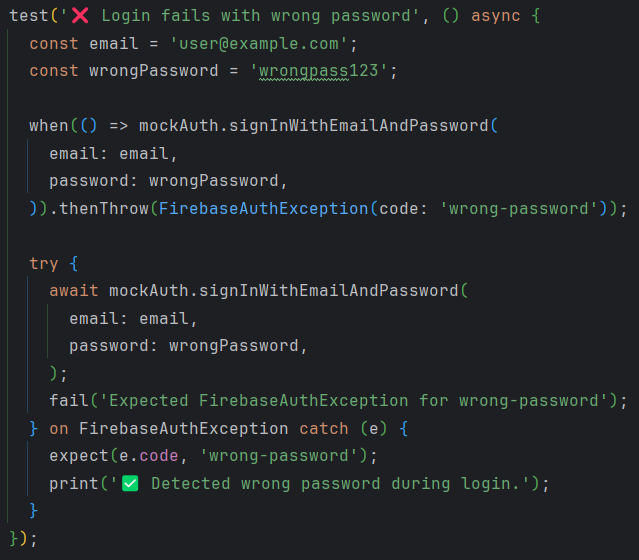 test('❌ Login fails with wrong password', () async {
  const email = 'user@example.com';
  const wrongPassword = 'wrongpass123';
  when(() => mockAuth.signInWithEmailAndPassword(
    email: email,
    password: wrongPassword,
  )).thenThrow(FirebaseAuthException(code: 'wrong-password'));
  try {
    await mockAuth.signInWithEmailAndPassword(
      email: email,
      password: wrongPassword,
    );
    fail('Expected FirebaseAuthException for wrong-password');
  } on FirebaseAuthException catch (e) {
    expect(e.code, 'wrong-password');
    print('✅ Detected wrong password during login.');
  }
});